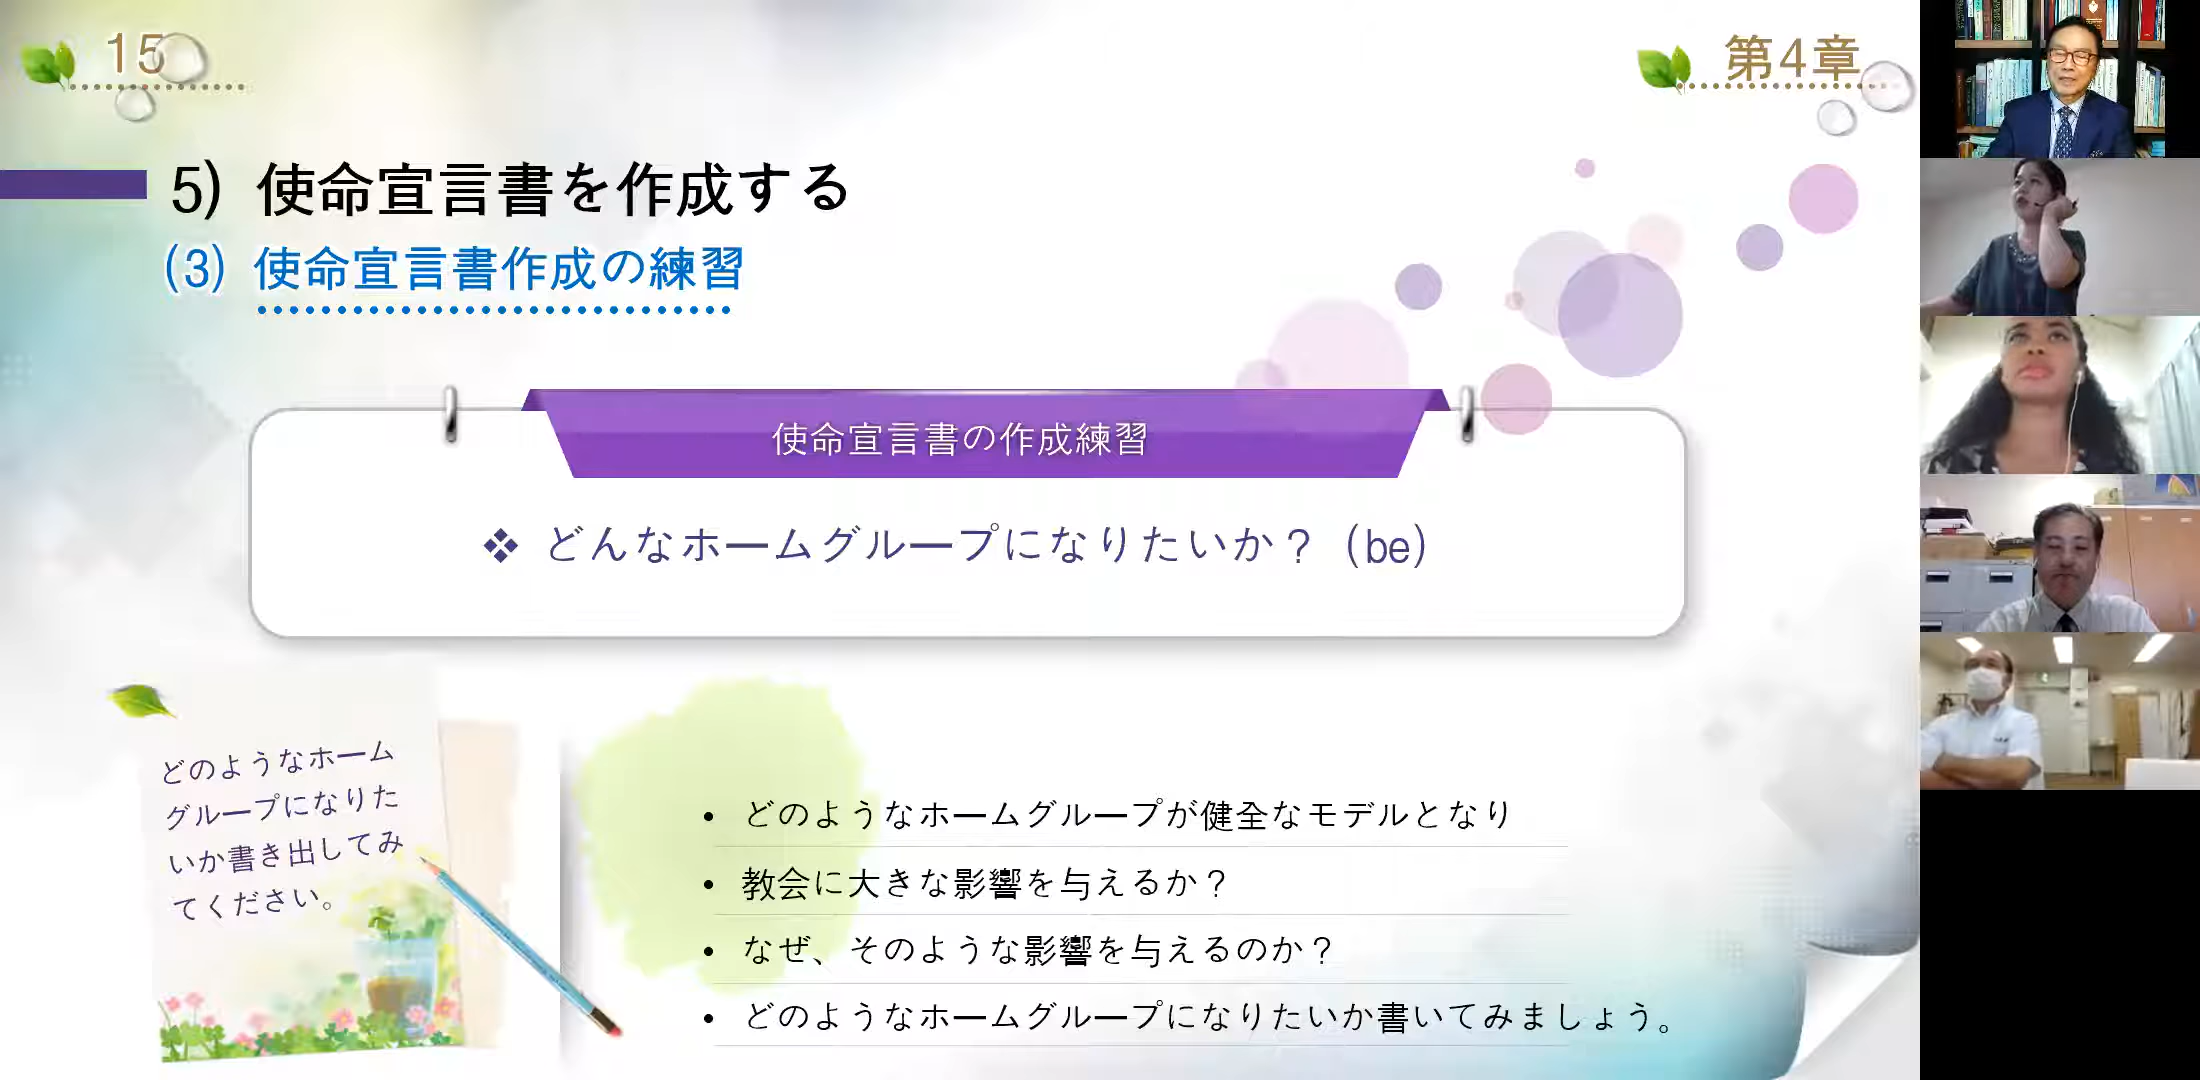 15
第4章
5) 使命宣言書を作成する
(3) 使命宣言書作成の練習
使命宣言書の作成練習
❖ どんなホームグループになりたいか？ (be)
どのようなホーム
グループになりた
いか書き出してみ
てください。
• どのようなホームグループが健全なモデルとなり
• 教会に大きな影響を与えるか？
• なぜ、そのような影響を与えるのか？
• どのようなホームグループになりたいか書いてみましょう。